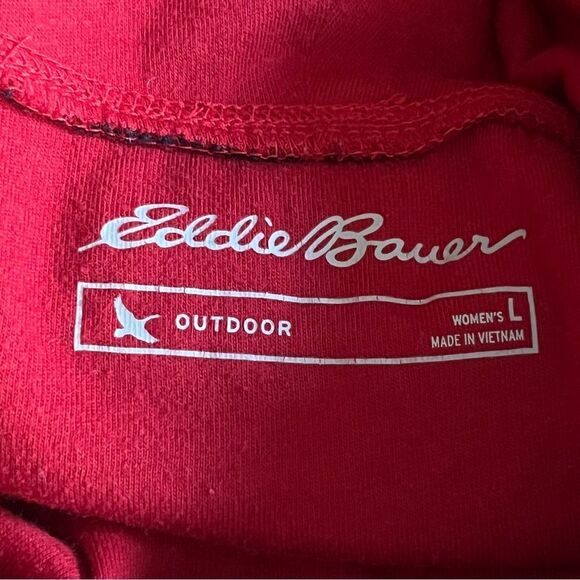 Eddie Bauer
OUTDOOR
WOMEN'S L
MADE IN VIETNAM